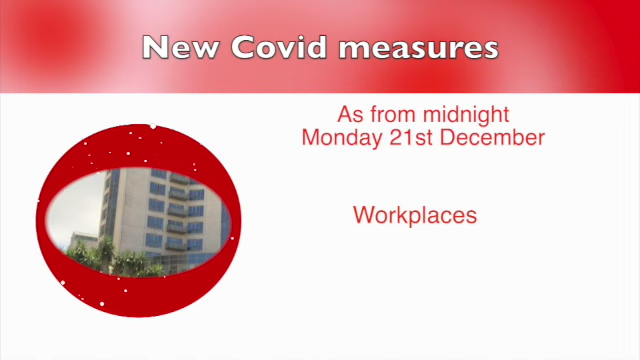 New Covid measures
As from midnight
Monday 21st December
Workplaces